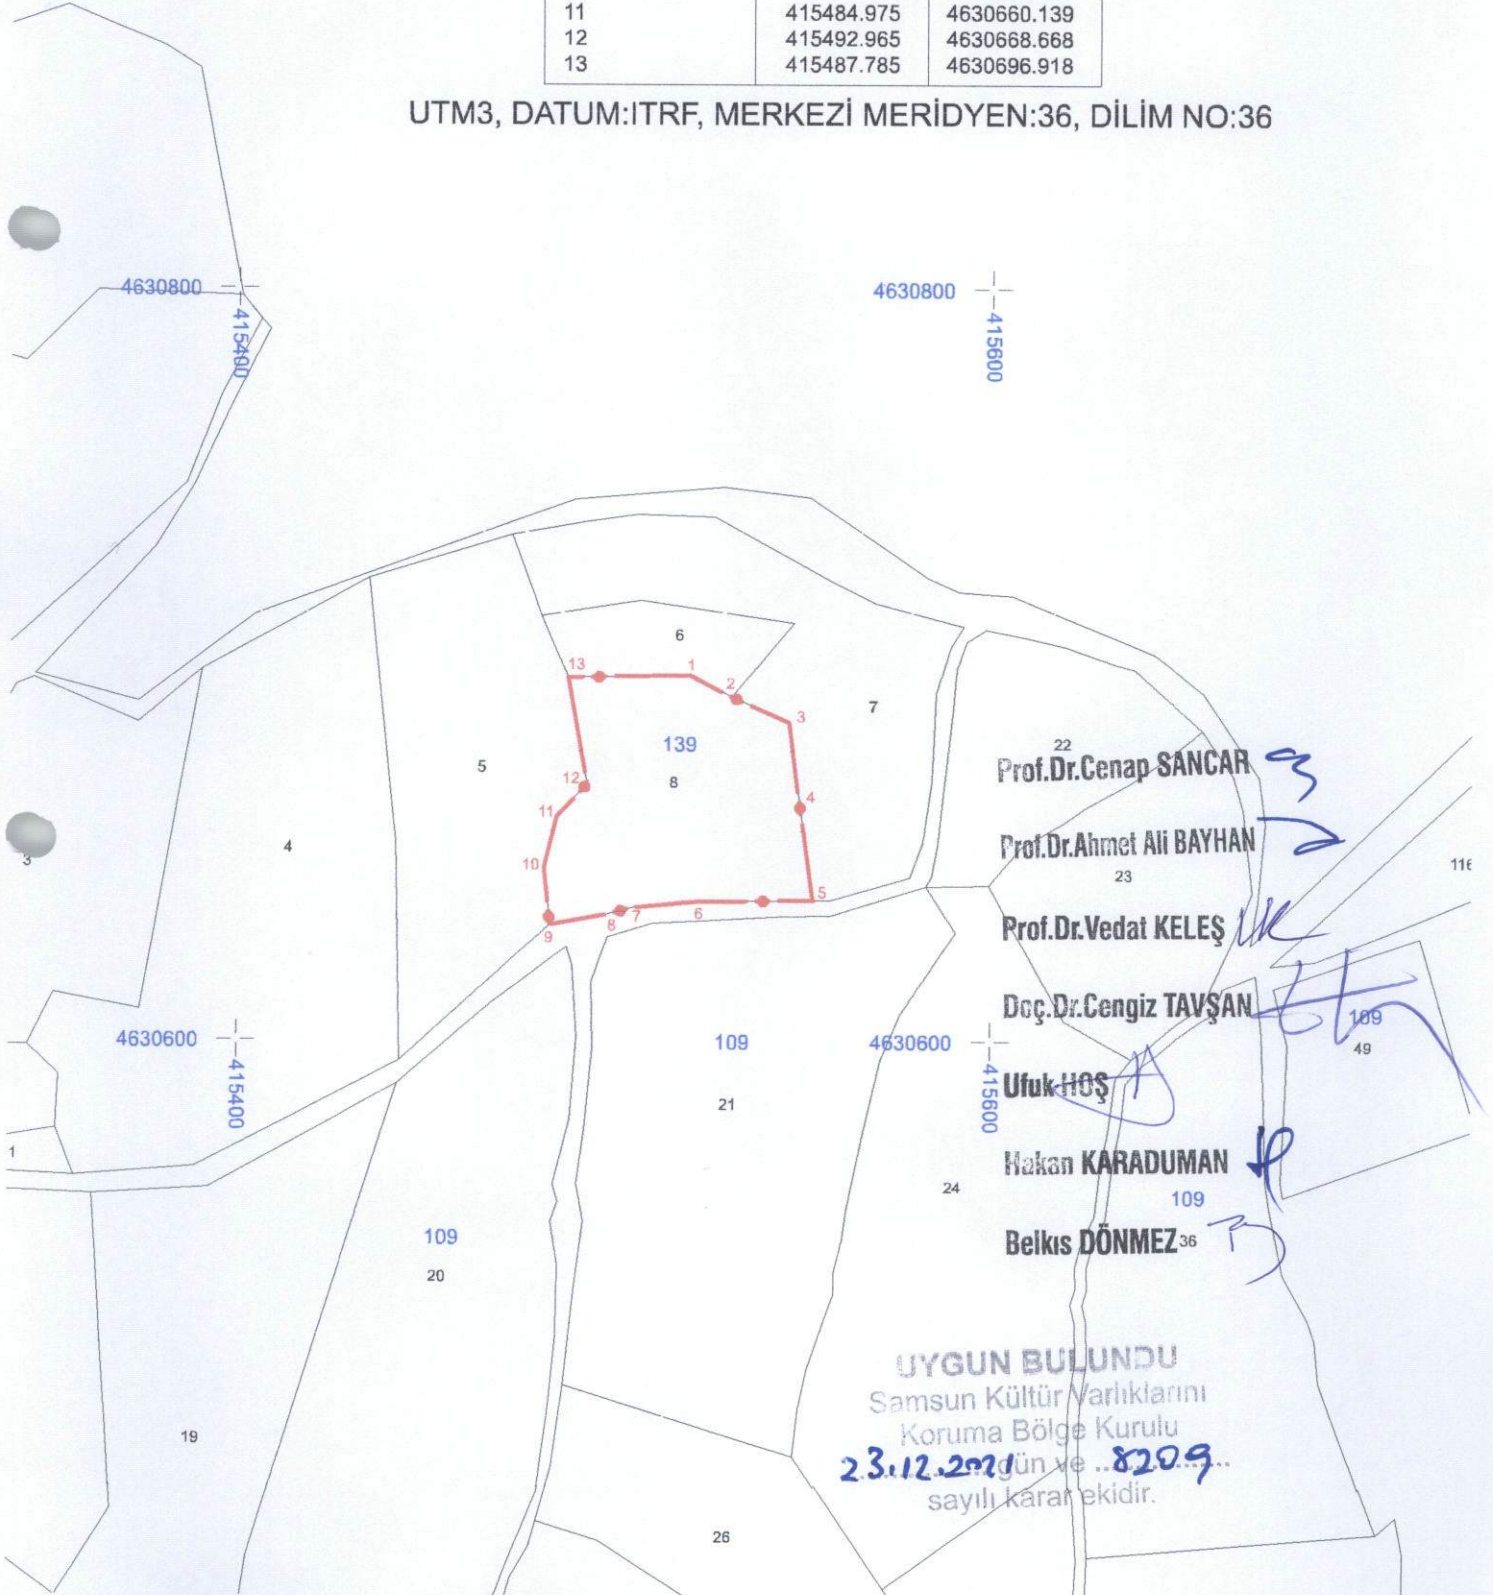 11 415484.975 4630660.139
12 415492.965 4630668.668
13 415487.785 4630696.918
UTM3, DATUM:ITRF, MERKEZİ MERİDYEN:36, DİLİM NO:36
4630800
415400
4630800
415600
6
13
1
2
3
7
139
8
5
12
11
4
22
Prof.Dr.Cenap SANCAR
Prof.Dr.Ahmet Ali BAYHAN
3
4
10
116
23
5
6
7
8
9
Prof.Dr.Vedat KELEŞ
Doç.Dr.Cengiz TAVŞAN
109
49
4630600
415400
109
21
4630600
415600
Ufuk HOŞ
1
Hakan KARADUMAN
24
109
109
20
Belkıs DÖNMEZ
36
UYGUN BULUNDU
Samsun Kültür Varlıklarını
Koruma Bölge Kurulu
23.12.2021 gün ve ..8209..
sayılı karar ekidir.
19
26